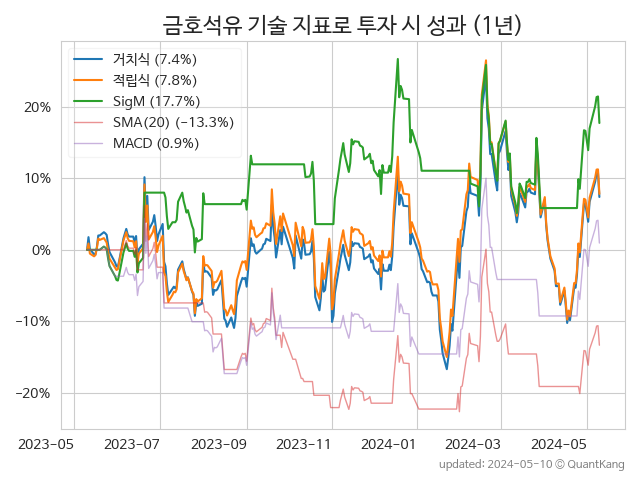 금호석유 기술 지표로 투자 시 성과 (1년)
거치식 (7.4%)
적립식 (7.8%)
SigM (17.7%)
SMA(20) (−13.3%)
MACD (0.9%)
20%
10%
0%
−10%
−20%
2023-05 2023-07 2023-09 2023-11 2024-01 2024-03 2024-05
updated: 2024-05-10 © QuantKang